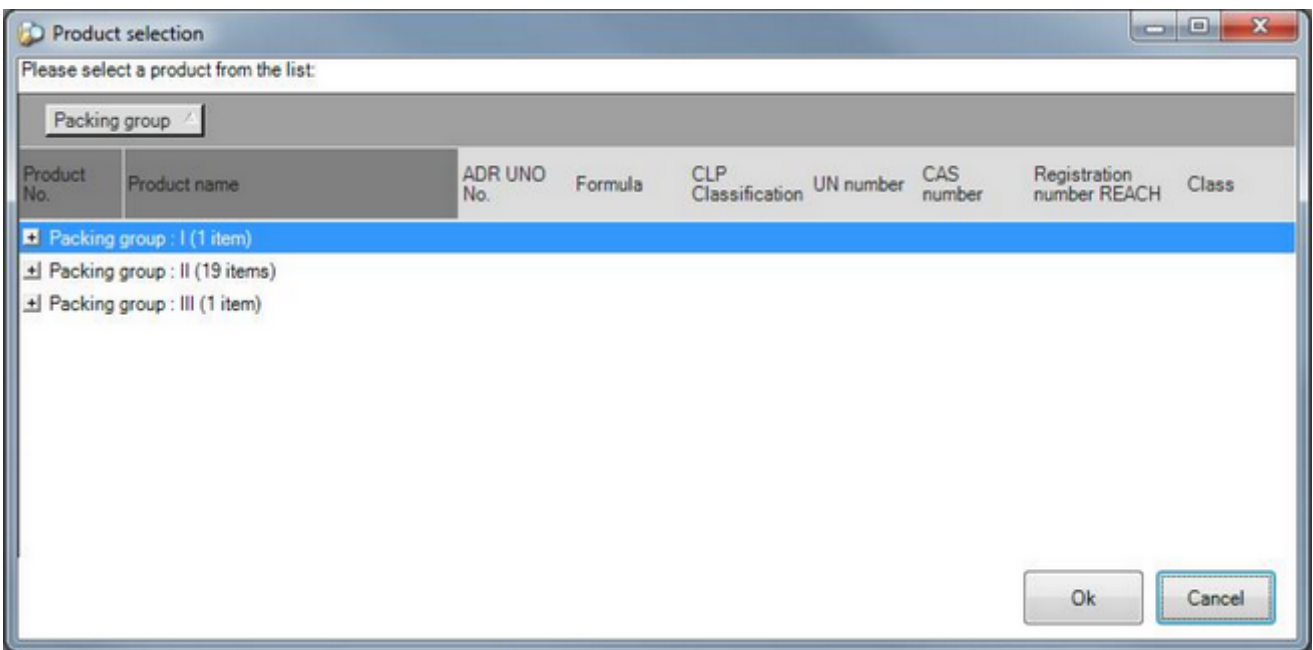 Product selection
Please select a product from the list:
Packing group
Product No.
Product name
ADR UNO No.
Formula
CLP Classification
UN number
CAS number
Registration number REACH
Class
Packing group : I (1 item)
Packing group : II (19 items)
Packing group : III (1 item)
Ok
Cancel